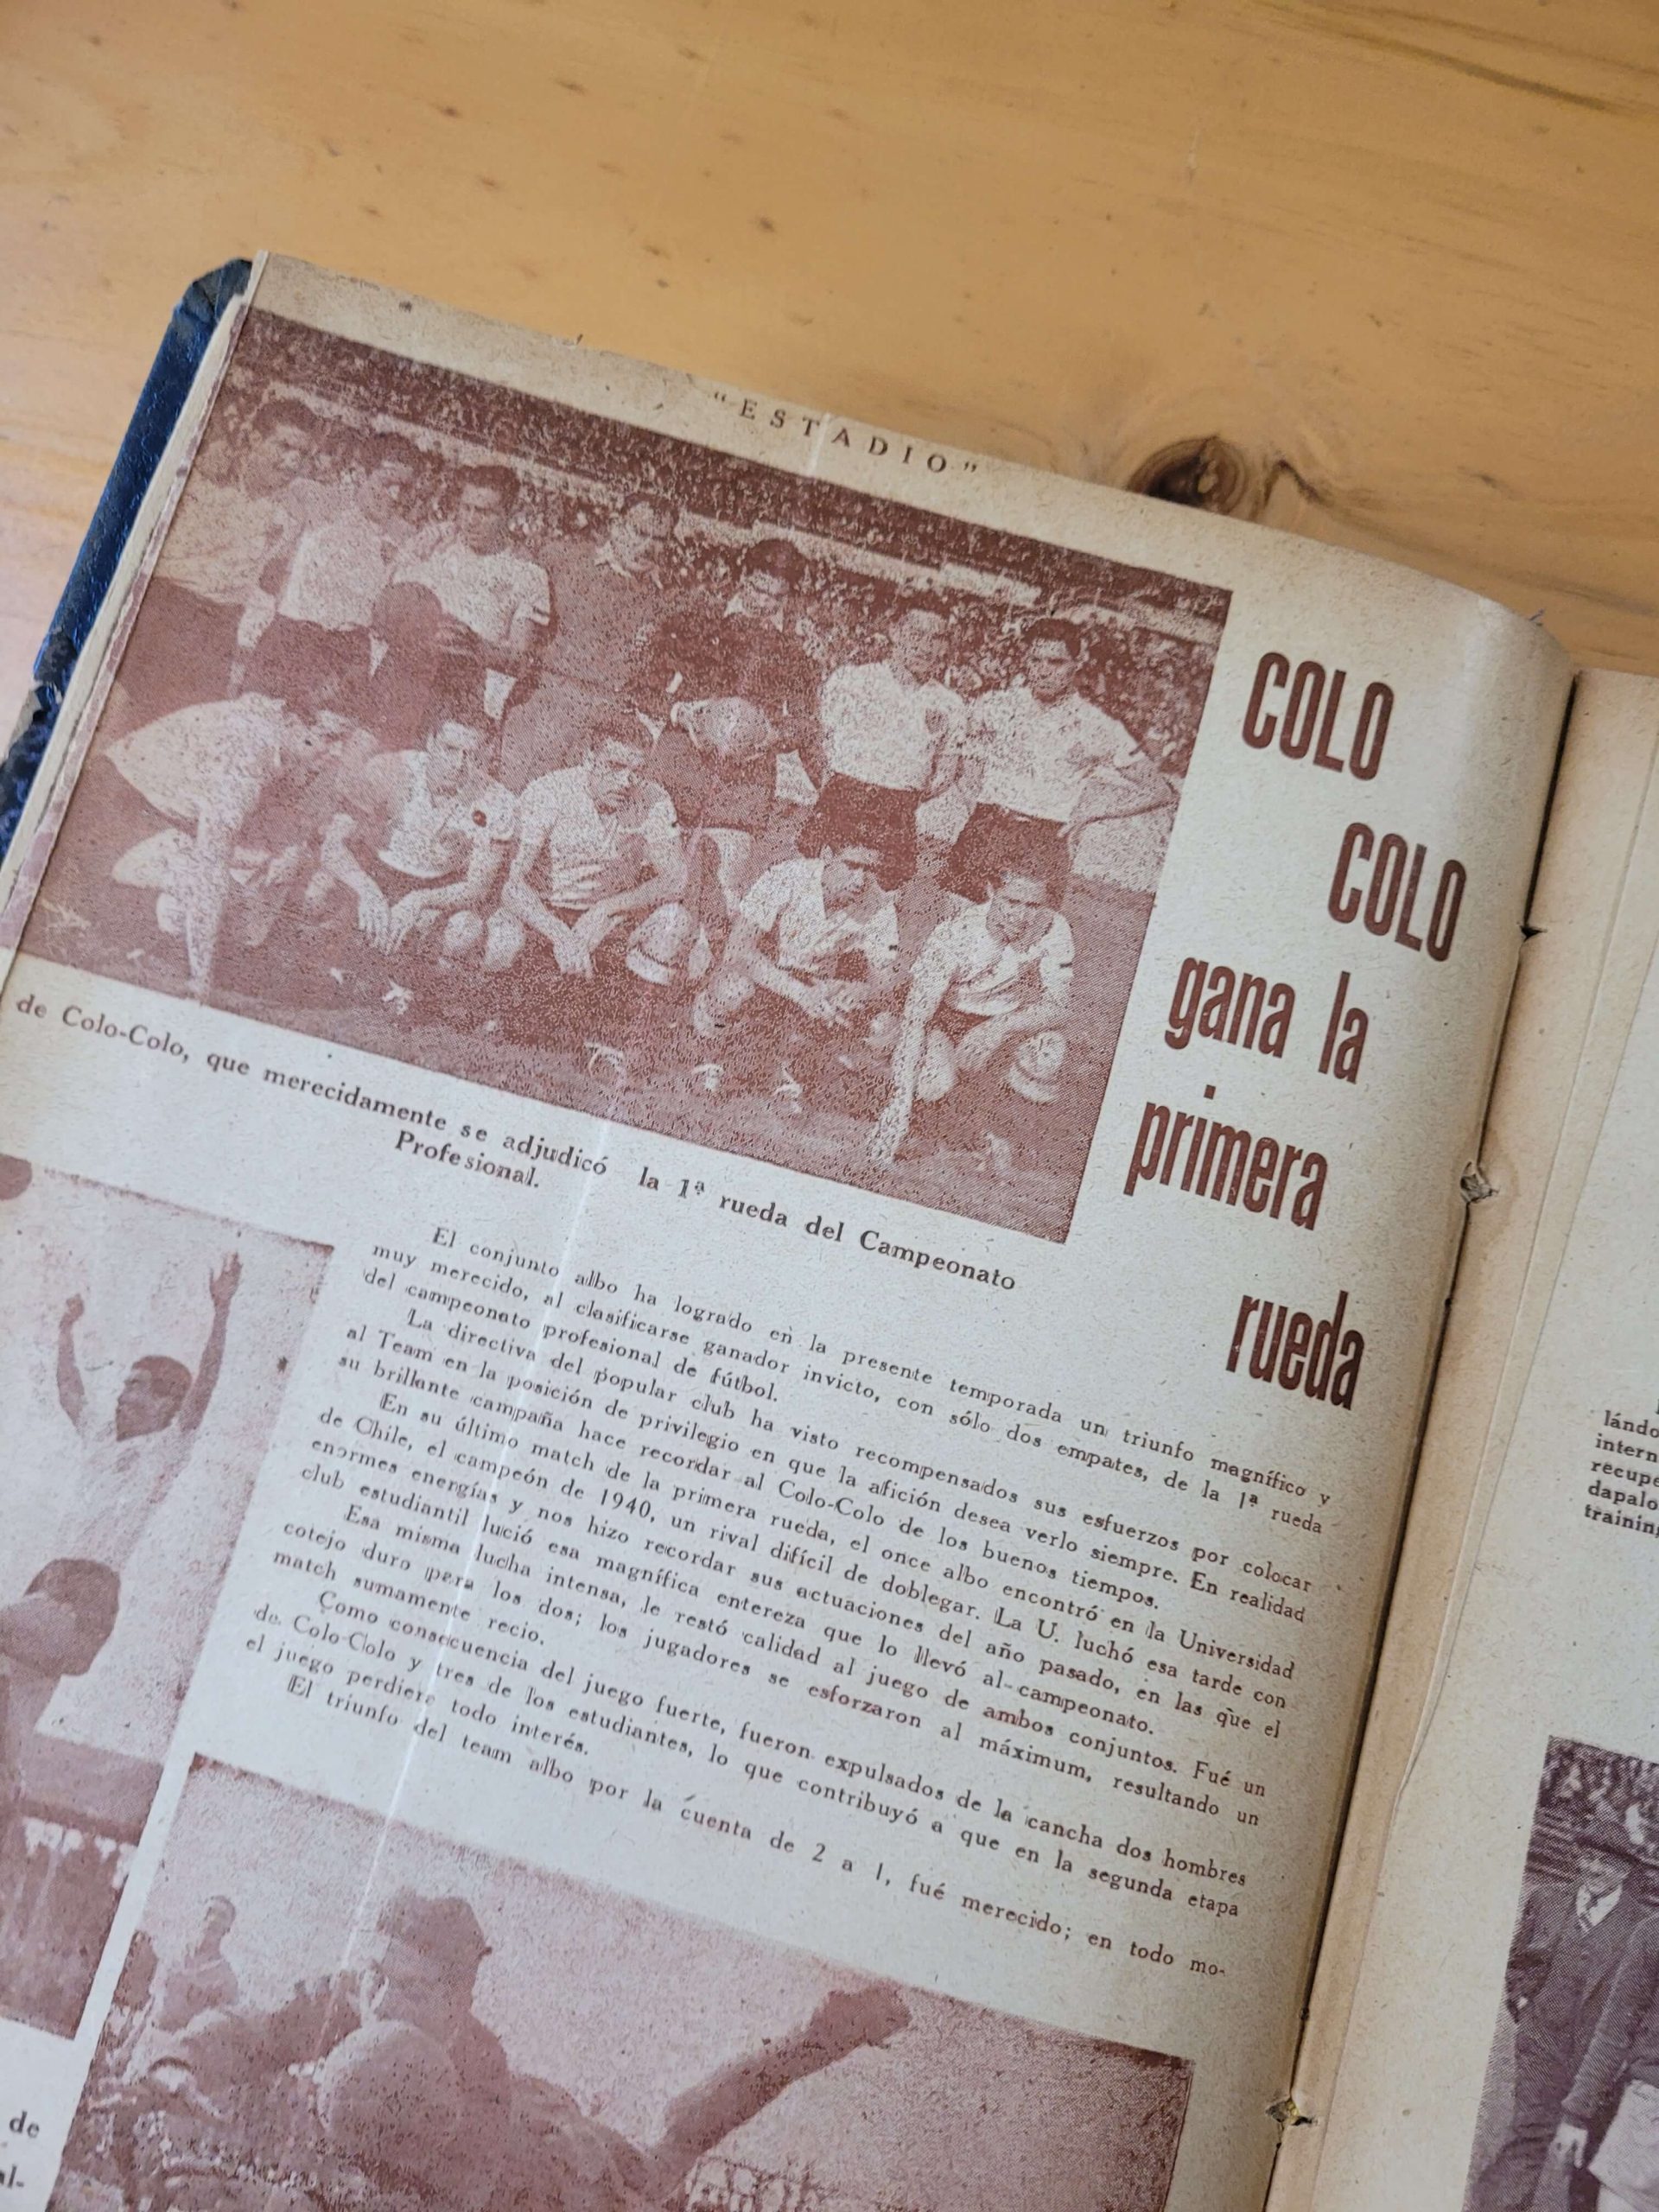 "ESTADIO"
COLO
COLO
gana la
primera
rueda
de Colo-Colo, que merecidamente se adjudicó la 1ª rueda del Campeonato
Profesional.
El conjunto albo ha logrado en la presente temporada un triunfo magnífico y
muy merecido, al clasificarse ganador invicto, con sólo dos empates, de la 1ª rueda
del campeonato profesional de fútbol.
La directiva del popular club ha visto recompensados sus esfuerzos por colocar
al Team en la posición de privilegio en que la afición desea verlo siempre. En realidad
su brillante campaña hace recordar al Colo-Colo de los buenos tiempos.
En su último match de la primera rueda, el once albo encontró en la Universidad
de Chile, el campeón de 1940, un rival difícil de doblegar. La U. luchó esa tarde con
enormes energías y nos hizo recordar sus actuaciones del año pasado, en las que el
club estudiantil lució esa magnífica entereza que lo llevó al campeonato.
Esa misma lucha intensa, le restó calidad al juego de ambos conjuntos. Fué un
cotejo duro para los dos; los jugadores se esforzaron al máximum, resultando un
match sumamente recio.
Como consecuencia del juego fuerte, fueron expulsados de la cancha dos hombres
de Colo-Colo y tres de los estudiantes, lo que contribuyó a que en la segunda etapa
el juego perdiera todo interés.
El triunfo del team albo por la cuenta de 2 a 1, fué merecido; en todo mo-
de
al-
lándo
intern
recupe
dapalo
training